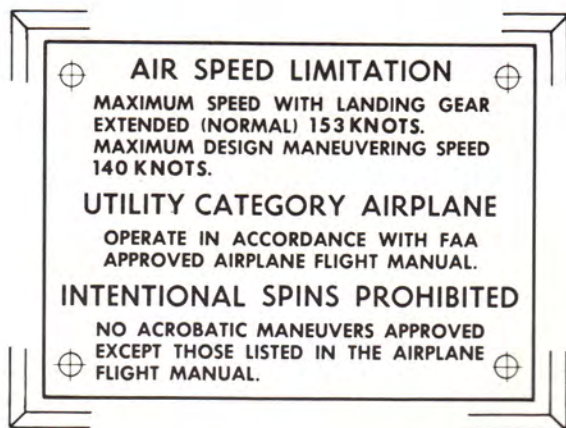 AIR SPEED LIMITATION
MAXIMUM SPEED WITH LANDING GEAR
EXTENDED (NORMAL) 153 KNOTS.
MAXIMUM DESIGN MANEUVERING SPEED
140 KNOTS.
UTILITY CATEGORY AIRPLANE
OPERATE IN ACCORDANCE WITH FAA
APPROVED AIRPLANE FLIGHT MANUAL.
INTENTIONAL SPINS PROHIBITED
NO ACROBATIC MANEUVERS APPROVED
EXCEPT THOSE LISTED IN THE AIRPLANE
FLIGHT MANUAL.